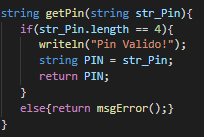 string getPin(string str_Pin){
if(str_Pin.length == 4){
writeln("Pin Valido!");
string PIN = str_Pin;
return PIN;
}
else{return msgError();}
}